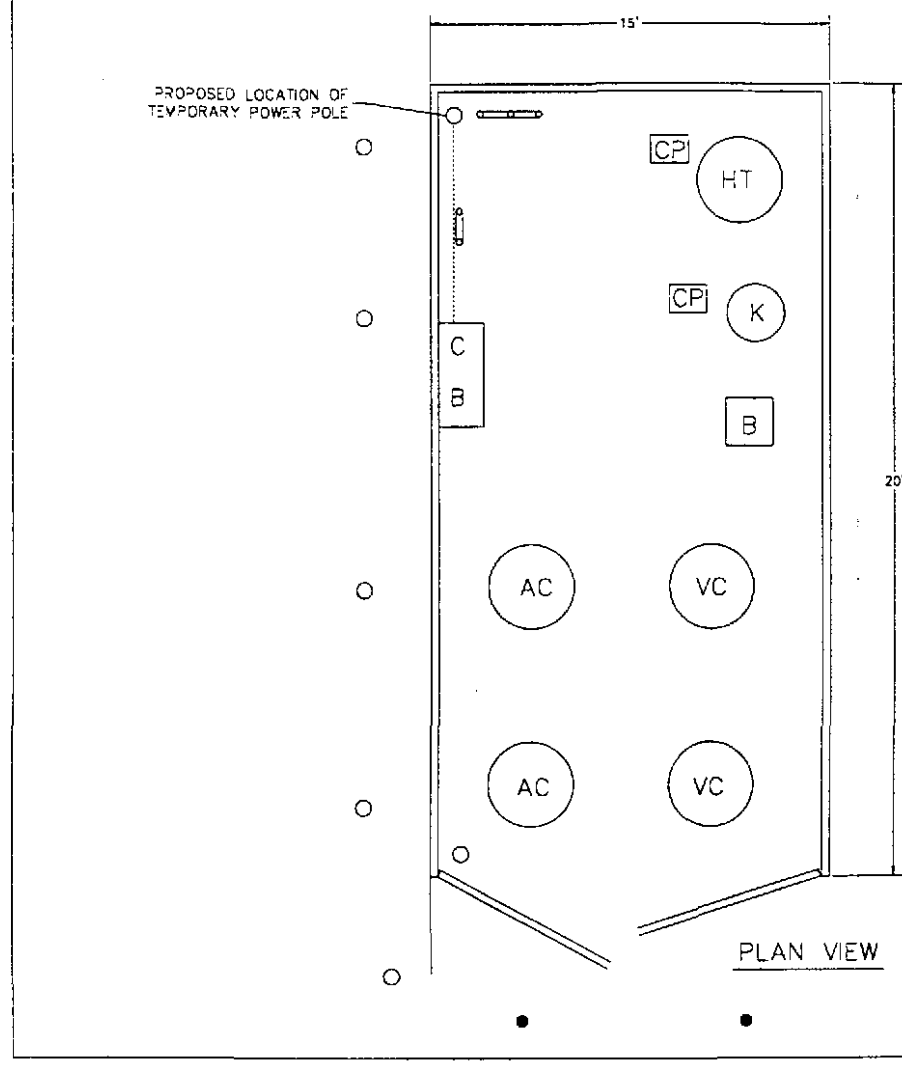 15'
PROPOSED LOCATION OF
TEMPORARY POWER POLE
CP
HT
CP
K
C
B
B
20'
AC
VC
AC
VC
PLAN VIEW